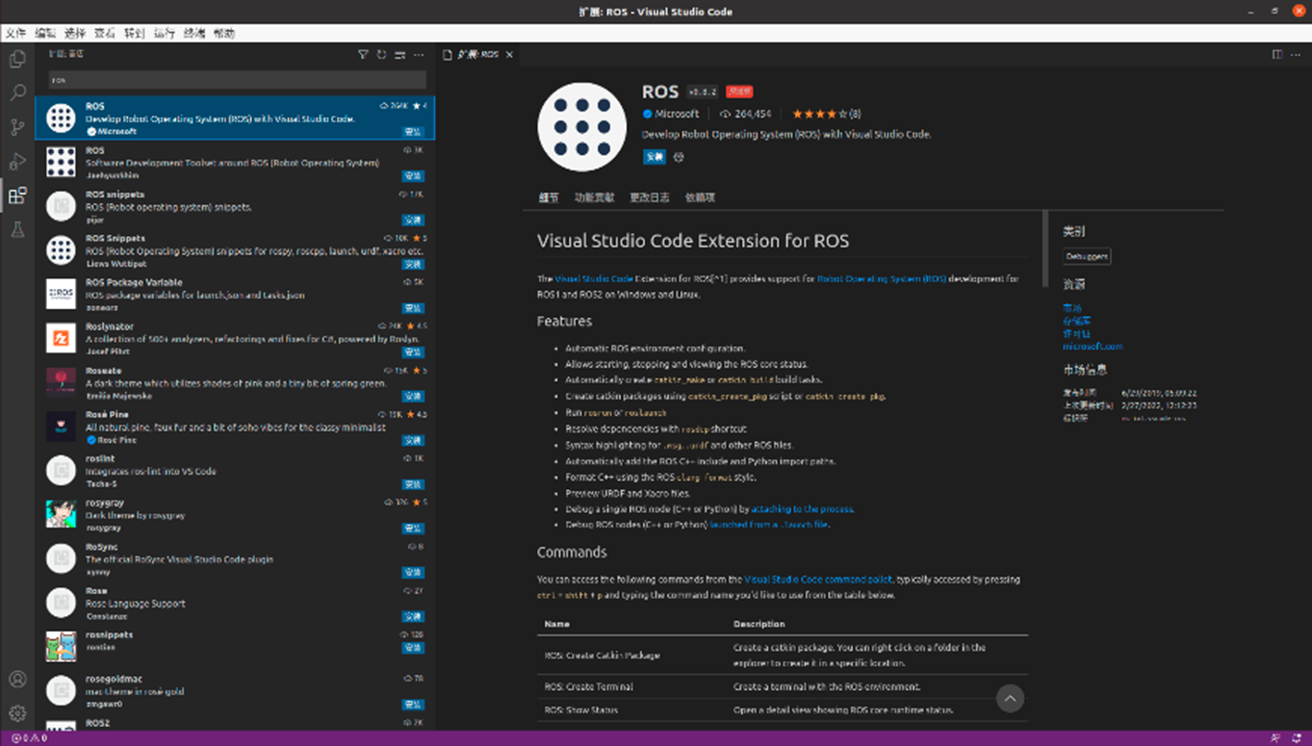 扩展: ROS - Visual Studio Code
文件 编辑 选择 查看 转到 运行 终端 帮助
扩展: 商店
扩展: ROS
ros
ROS 264K 4
Develop Robot Operating System (ROS) with Visual Studio Code.
Microsoft 安装
ROS 3K
Software Development Toolset around ROS (Robot Operating System)
JaehyunShim 安装
ROS snippets 17K
ROS (Robot operating system) snippets.
pijar 安装
ROS Snippets 10K 5
ROS (Robot Operating System) snippets for rospy, roscpp, launch, urdf, xacro etc.
Liews Wuttipat 安装
ROS Package Variable 5K
ROS package variables for launch.json and tasks.json
安装
Roslynator 4.5
A collection of 500+ analyzers, refactorings and fixes for C#, powered by Roslyn.
Josef Pihrt 安装
Roseate 15K 5
A dark theme which utilizes shades of pink and a tiny bit of spring green.
Emilia Majewska 安装
Rosé Pine 4.5
All natural pine, faux fur and a bit of soho vibes for the classy minimalist
Rosé Pine 安装
roslint 1K
Integrates ros-lint into VS Code
Tacha-S 安装
rosygray 326 5
Dark theme by rosygray
rosygray 安装
RoSync 8
The official RoSync Visual Studio Code plugin
xynny 安装
Rose 27
Rose Language Support
Constanze 安装
rosnippets 128
rontian 安装
rosegoldmac 78
mac-theme in rosé-gold
zmgawr0 安装
ROS2 2K
ROS v0.8.2 预览版
Microsoft 264,454 (8)
Develop Robot Operating System (ROS) with Visual Studio Code.
安装
细节 功能贡献 更改日志 依赖项
Visual Studio Code Extension for ROS
The Visual Studio Code Extension for ROS[^1] provides support for Robot Operating System (ROS) development for
ROS1 and ROS2 on Windows and Linux.
Features
Automatic ROS environment configuration.
Allows starting, stopping and viewing the ROS core status.
Automatically create catkin_make or catkin build build tasks.
Create catkin packages using catkin_create_pkg script or catkin create pkg.
Run rosrun or roslaunch
Resolve dependencies with rosdep shortcut
Syntax highlighting for .msg, .urdf and other ROS files.
Automatically add the ROS C++ include and Python import paths.
Format C++ using the ROS clang-format style.
Preview URDF and Xacro files.
Debug a single ROS node (C++ or Python) by attaching to the process.
Debug ROS nodes (C++ or Python) launched from a .launch file.
Commands
You can access the following commands from the Visual Studio Code command pallet, typically accessed by pressing
ctrl + shift + p and typing the command name you'd like to use from the table below.
Name Description
ROS: Create Catkin Package Create a catkin package. You can right click on a folder in the
explorer to create it in a specific location.
ROS: Create Terminal Create a terminal with the ROS environment.
ROS: Show Status Open a detail view showing ROS core runtime status.
类别
Debuggers
资源
市场
存储库
许可证
microsoft.com
市场信息
发布时间 6/29/2019, 05:09:22
上次更新时间 2/27/2022, 12:12:23
0 0